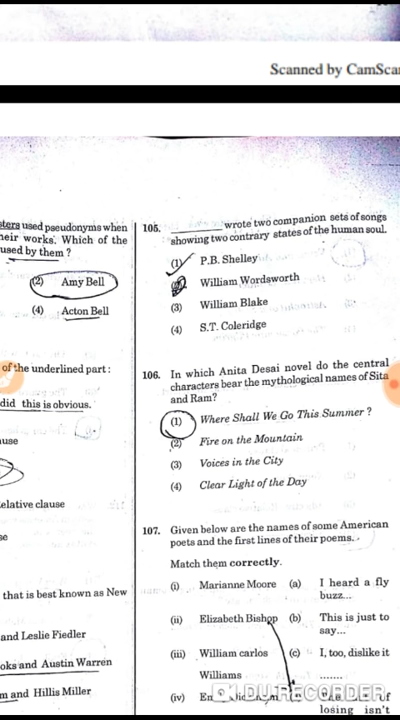 Scanned by CamSca
sters used pseudonyms when
heir works. Which of the
used by them ?
(2) Amy Bell
(4) Acton Bell
of the underlined part :
did this is obvious.
use
elative clause
se
that is best known as New
and Leslie Fiedler
oks and Austin Warren
m and Hillis Miller
105. ________ wrote two companion sets of songs
showing two contrary states of the human soul.
(1) P.B. Shelley
William Wordsworth
(3) William Blake
(4) S.T. Coleridge
106. In which Anita Desai novel do the central
characters bear the mythological names of Sita
and Ram?
(1) Where Shall We Go This Summer ?
(2) Fire on the Mountain
(3) Voices in the City
(4) Clear Light of the Day
107. Given below are the names of some American
poets and the first lines of their poems.
Match them correctly.
(i) Marianne Moore (a) I heard a fly
buzz...
(ii) Elizabeth Bishop (b) This is just to
say...
(iii) William carlos (c) I, too, dislike it
Williams .......
(iv) of
losing isn't
DU RECORDER